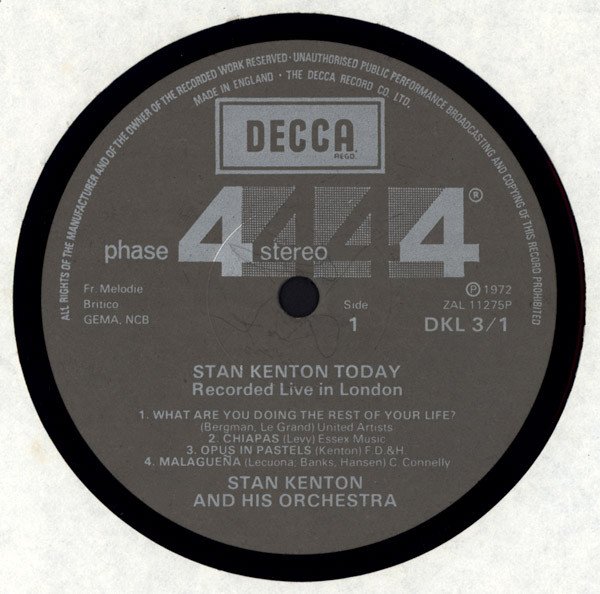 ALL RIGHTS OF THE MANUFACTURER AND OF THE OWNER OF THE RECORDED WORK RESERVED · UNAUTHORISED PUBLIC PERFORMANCE BROADCASTING AND COPYING OF THIS RECORD PROHIBITED
MADE IN ENGLAND · THE DECCA RECORD CO. LTD.
DECCA
REGD.
phase 4 stereo 4 4 4 ®
Fr. Melodie
Britico
GEMA, NCB
Side
1
℗ 1972
ZAL 11275P
DKL 3/1
STAN KENTON TODAY
Recorded Live in London
1. WHAT ARE YOU DOING THE REST OF YOUR LIFE?
(Bergman, Le Grand) United Artists
2. CHIAPAS (Levy) Essex Music
3. OPUS IN PASTELS (Kenton) F. D. & H
4. MALAGUEÑA (Lecuona, Banks, Hansen) C. Connelly
STAN KENTON
AND HIS ORCHESTRA